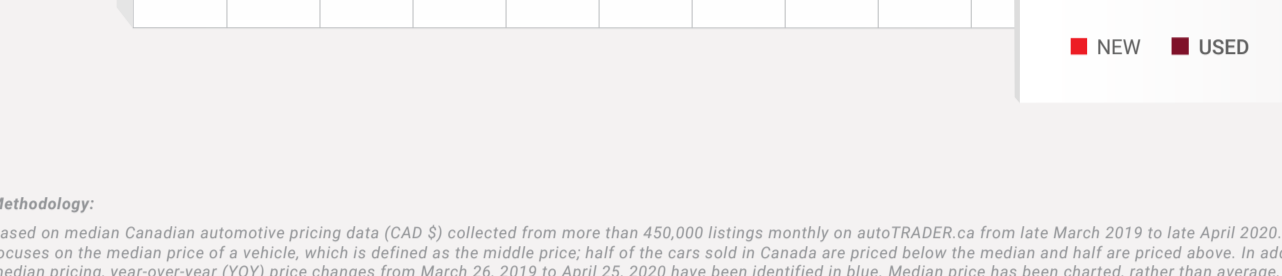 NEW USED
Methodology:
ased on median Canadian automotive pricing data (CAD $) collected from more than 450,000 listings monthly on autoTRADER.ca from late March 2019 to late April 2020.
ocuses on the median price of a vehicle, which is defined as the middle price; half of the cars sold in Canada are priced below the median and half are priced above. In ad
median pricing, year-over-year (YOY) price changes from March 26, 2019 to April 25, 2020 have been identified in blue. Median price has been charted, rather than average